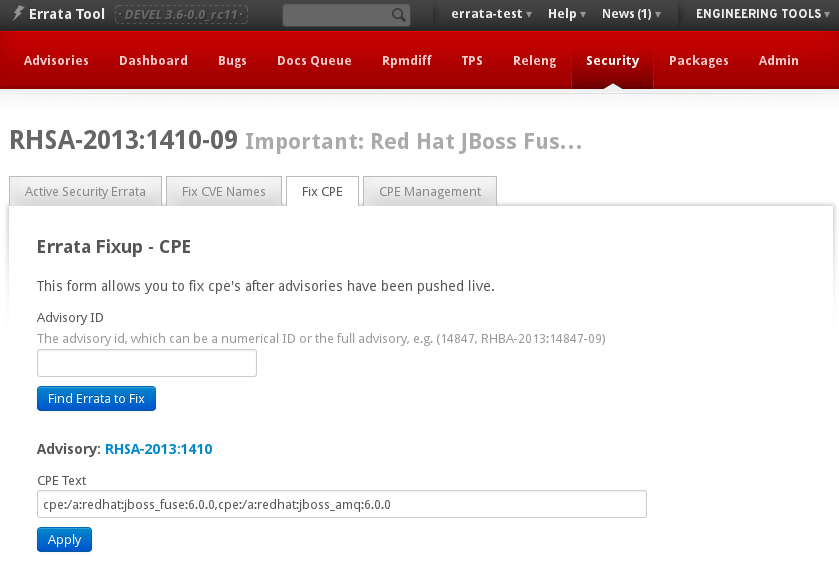 Errata Tool · DEVEL 3.6-0.0_rc11 · errata-test ▾ Help ▾ News (1) ▾ ENGINEERING TOOLS ▾
Advisories Dashboard Bugs Docs Queue Rpmdiff TPS Releng Security Packages Admin
RHSA-2013:1410-09 Important: Red Hat JBoss Fus...
Active Security Errata Fix CVE Names Fix CPE CPE Management
Errata Fixup - CPE
This form allows you to fix cpe's after advisories have been pushed live.
Advisory ID
The advisory id, which can be a numerical ID or the full advisory, e.g. (14847, RHBA-2013:14847-09)
Find Errata to Fix
Advisory: RHSA-2013:1410
CPE Text
cpe:/a:redhat:jboss_fuse:6.0.0,cpe:/a:redhat:jboss_amq:6.0.0
Apply